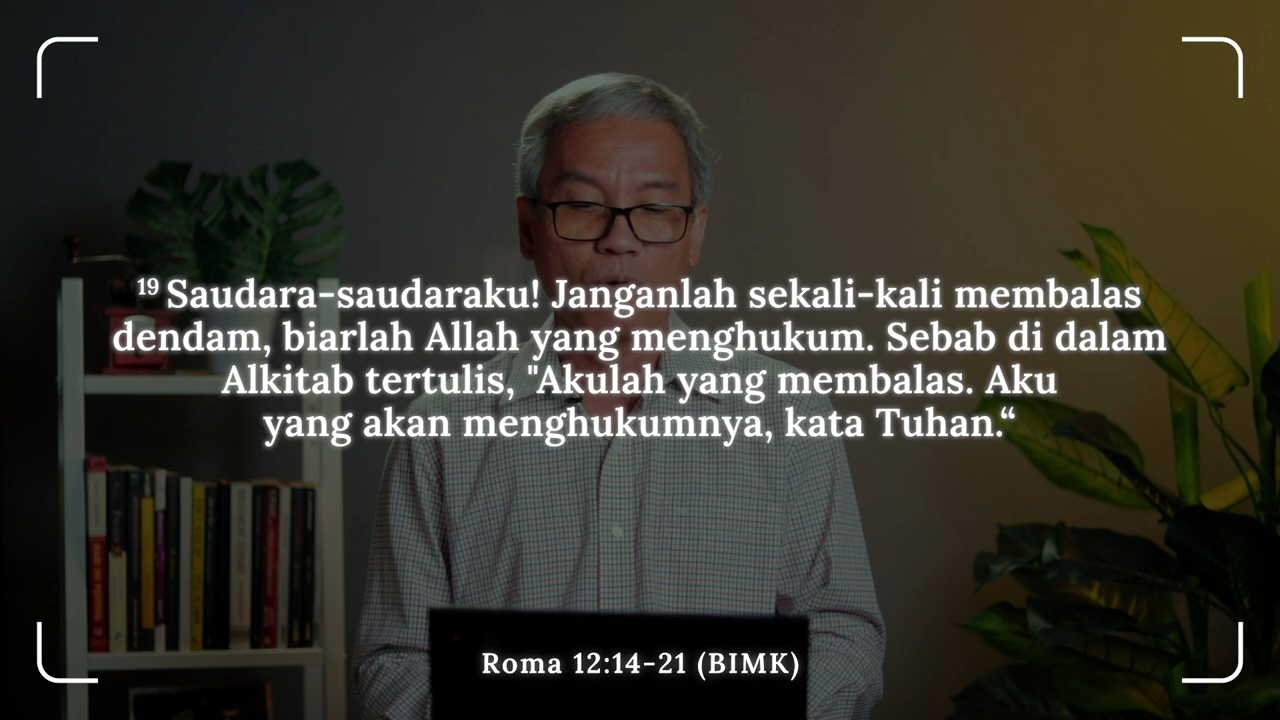 19 Saudara-saudaraku! Janganlah sekali-kali membalas
dendam, biarlah Allah yang menghukum. Sebab di dalam
Alkitab tertulis, "Akulah yang membalas. Aku
yang akan menghukumnya, kata Tuhan.“
Roma 12:14-21 (BIMK)